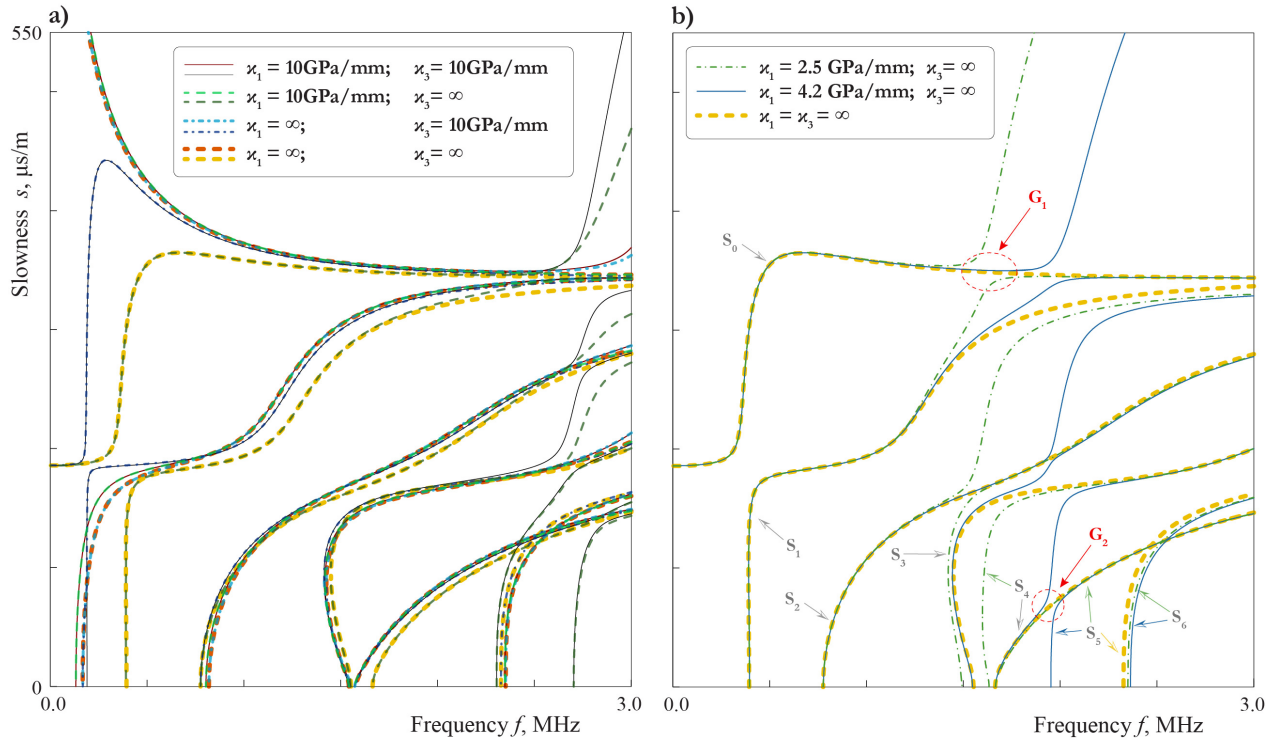 a)
550
Slowness s, μs/m
0
ϰ₁ = 10GPa/mm; ϰ₃ = 10GPa/mm
ϰ₁ = 10GPa/mm; ϰ₃ = ∞
ϰ₁ = ∞; ϰ₃ = 10GPa/mm
ϰ₁ = ∞; ϰ₃ = ∞
0.0
3.0
Frequency f, MHz
b)
ϰ₁ = 2.5 GPa/mm; ϰ₃ = ∞
ϰ₁ = 4.2 GPa/mm; ϰ₃ = ∞
ϰ₁ = ϰ₃ = ∞
G₁
S₀
S₁
S₂
S₃
S₄
G₂
S₅
S₆
0.0
3.0
Frequency f, MHz